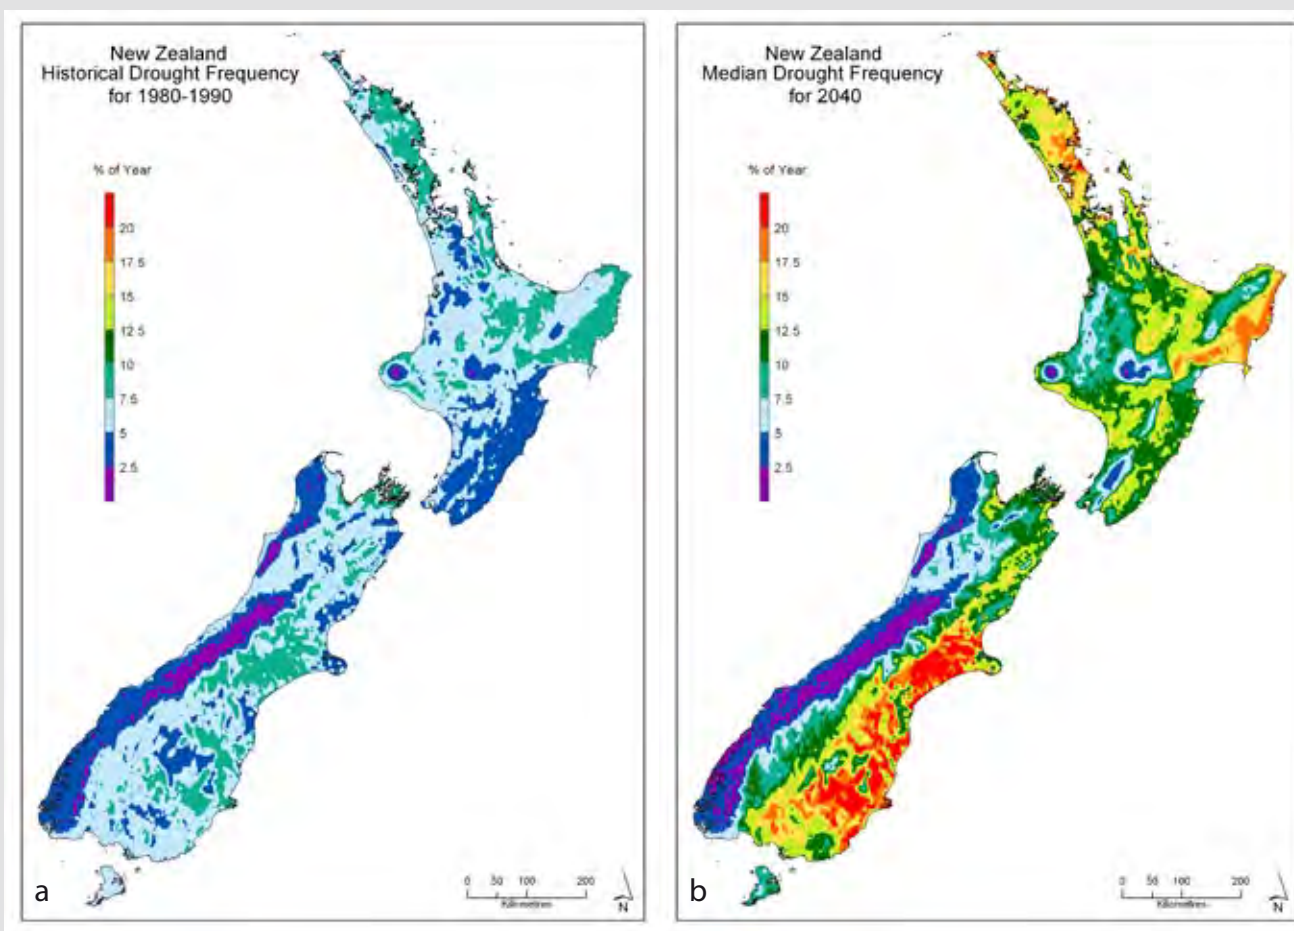 New Zealand
Historical Drought Frequency
for 1980-1990
% of Year
20
17.5
15
12.5
10
7.5
5
2.5
0 50 100 200
Kilometres
N
a
New Zealand
Median Drought Frequency
for 2040
% of Year
20
17.5
15
12.5
10
7.5
5
2.5
0 50 100 200
Kilometres
N
b